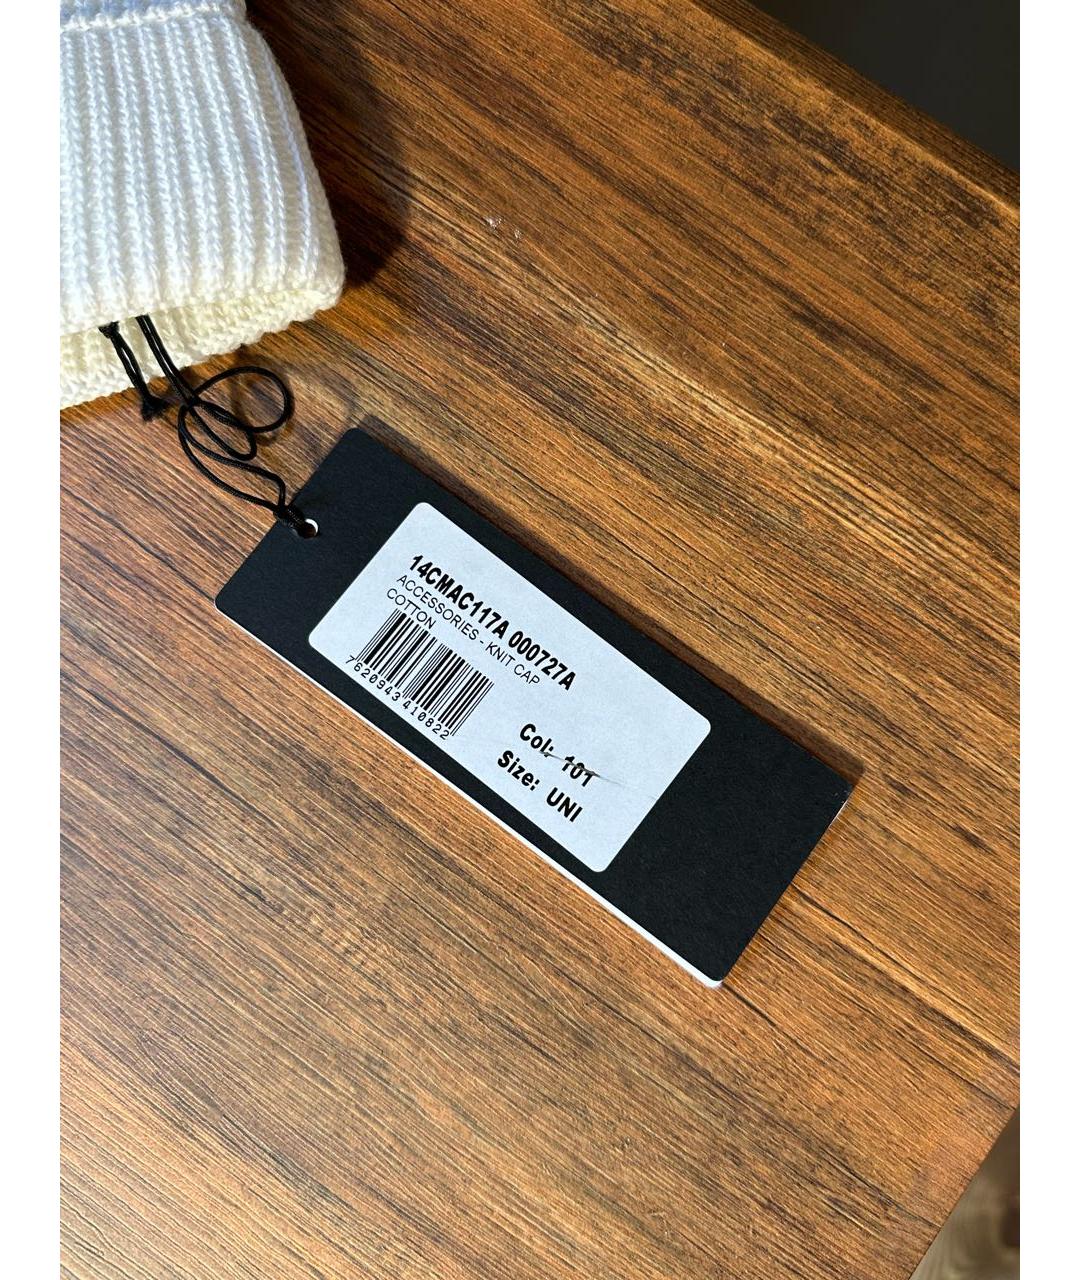 14CMAC117A 000727A
ACCESSORIES - KNIT CAP
COTTON
7620943410822
Col: 101
Size: UNI